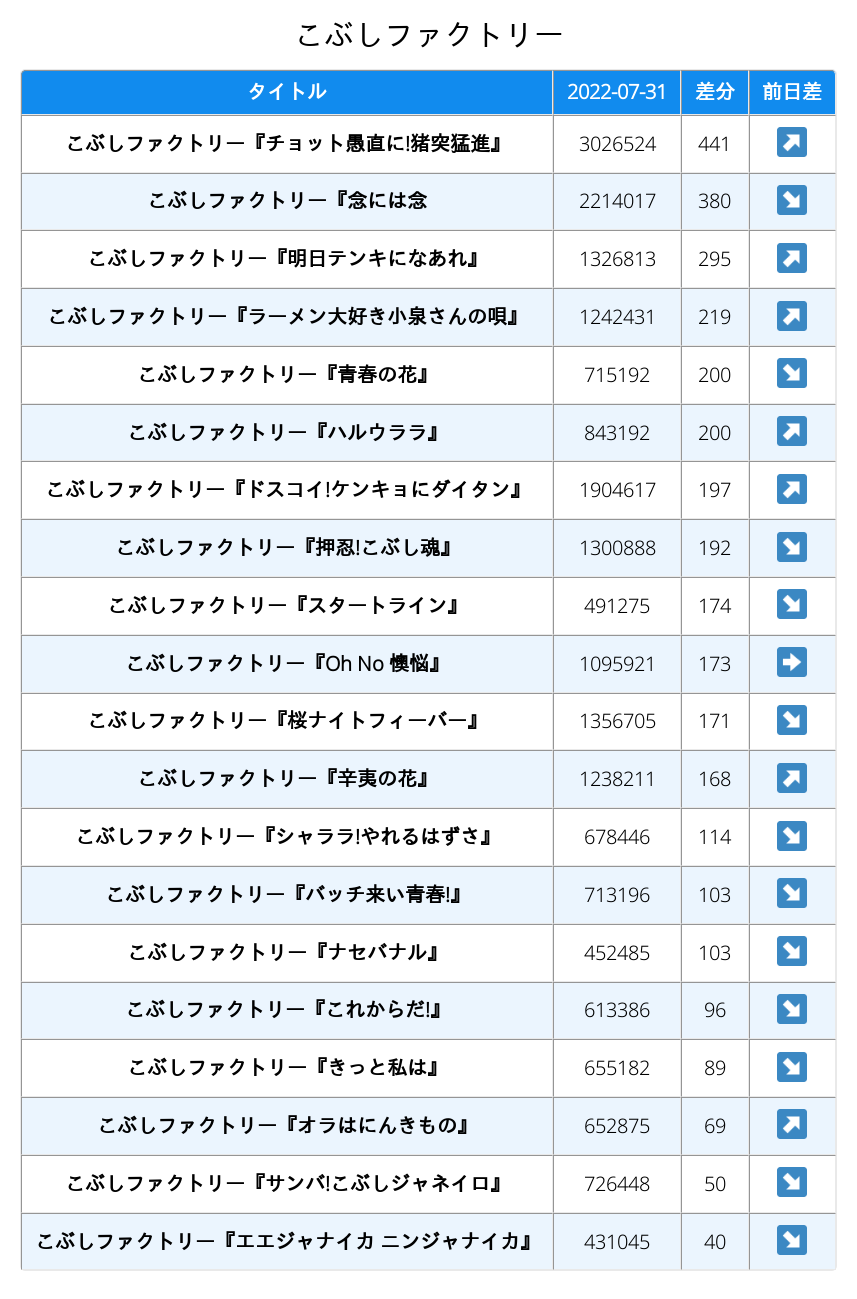 こぶしファクトリー
タイトル 2022-07-31 差分 前日差
こぶしファクトリー『チョット愚直に!猪突猛進』 3026524 441 ↗
こぶしファクトリー『念には念 2214017 380 ↘
こぶしファクトリー『明日テンキになあれ』 1326813 295 ↗
こぶしファクトリー『ラーメン大好き小泉さんの唄』 1242431 219 ↗
こぶしファクトリー『青春の花』 715192 200 ↘
こぶしファクトリー『ハルウララ』 843192 200 ↗
こぶしファクトリー『ドスコイ!ケンキョにダイタン』 1904617 197 ↗
こぶしファクトリー『押忍!こぶし魂』 1300888 192 ↘
こぶしファクトリー『スタートライン』 491275 174 ↘
こぶしファクトリー『Oh No 懊悩』 1095921 173 ➡
こぶしファクトリー『桜ナイトフィーバー』 1356705 171 ↘
こぶしファクトリー『辛夷の花』 1238211 168 ↗
こぶしファクトリー『シャララ!やれるはずさ』 678446 114 ↘
こぶしファクトリー『バッチ来い青春!』 713196 103 ↘
こぶしファクトリー『ナセバナル』 452485 103 ↘
こぶしファクトリー『これからだ!』 613386 96 ↘
こぶしファクトリー『きっと私は』 655182 89 ↘
こぶしファクトリー『オラはにんきもの』 652875 69 ↗
こぶしファクトリー『サンバ!こぶしジャネイロ』 726448 50 ↘
こぶしファクトリー『エエジャナイカ ニンジャナイカ』 431045 40 ↘